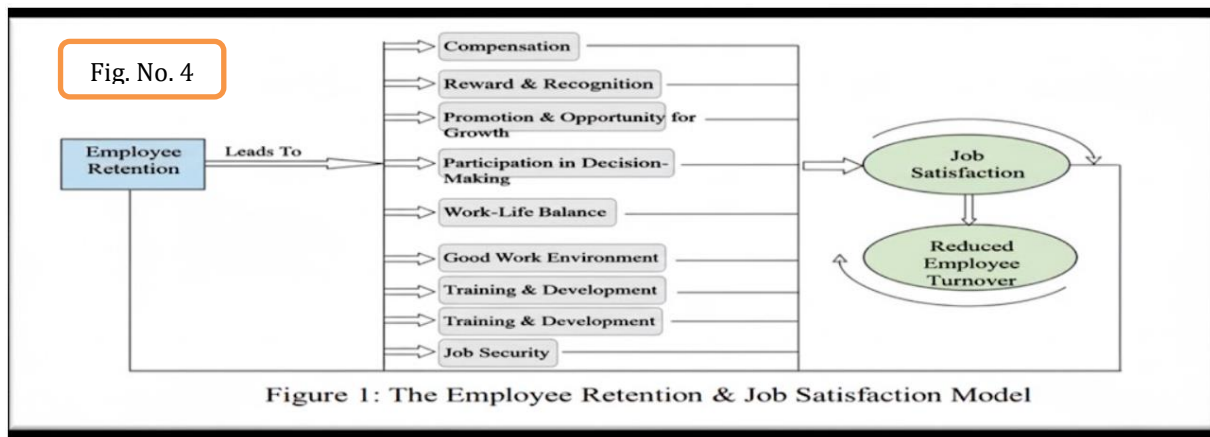 Fig. No. 4
Employee
Retention
Leads To
Compensation
Reward & Recognition
Promotion & Opportunity for
Growth
Participation in Decision-
Making
Work-Life Balance
Good Work Environment
Training & Development
Training & Development
Job Security
Job
Satisfaction
Reduced
Employee
Turnover
Figure 1: The Employee Retention & Job Satisfaction Model